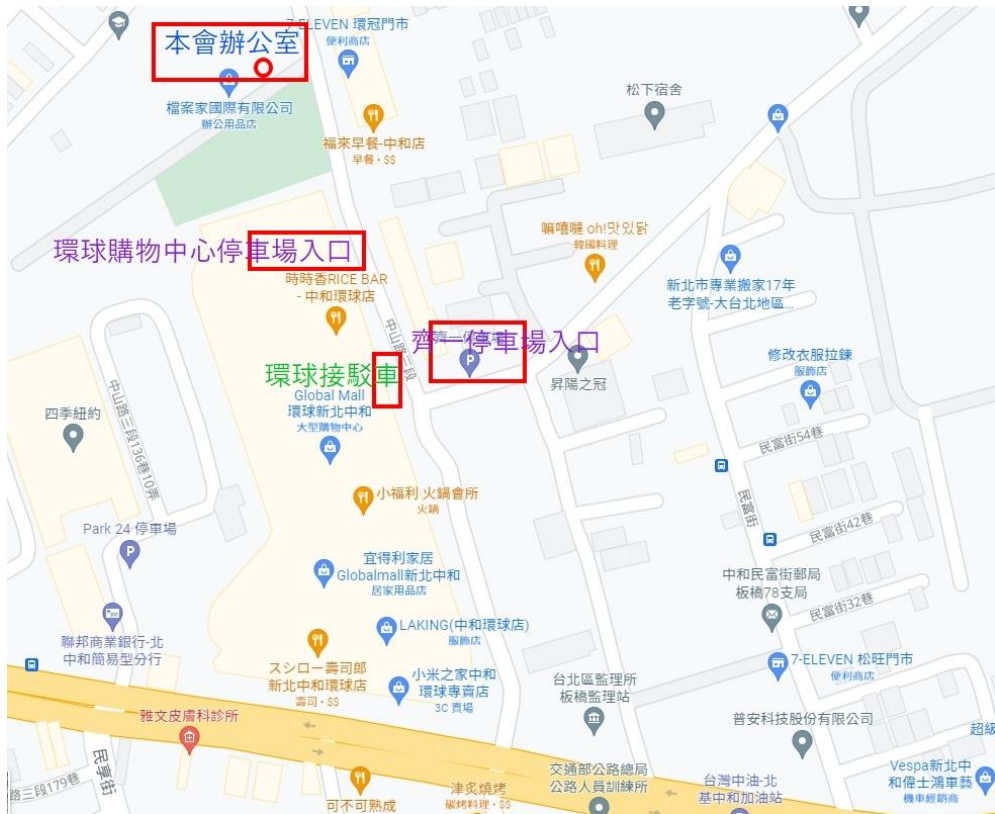 7-ELEVEN 環冠門市
便利商店
本會辦公室
檔案家國際有限公司
辦公用品店
福來早餐-中和店
早餐・$$
松下宿舍
嘛嘻噠 oh!맛있닭
韓國料理
新北市專業搬家17年
老字號-大台北地區...
環球購物中心停車場入口
時時香RICE BAR
- 中和環球店
中山路三段
齊一停車場
齊一停車場入口
昇陽之冠
修改衣服拉鍊
服飾店
環球接駁車
Global Mall
環球新北中和
大型購物中心
四季紐約
中山路三段136巷10弄
民富街54巷
小福利 火鍋會所
火鍋
民富街
民富街42巷
Park 24 停車場
宜得利家居
Globalmall新北中和
居家用品店
中和民富街郵局
板橋78支局
民富街32巷
聯邦商業銀行-北
中和簡易型分行
LAKING(中和環球店)
服飾店
スシロー壽司郎
新北中和環球店
壽司・$$
小米之家中和
環球專賣店
3C 賣場
台北區監理所
板橋監理站
7-ELEVEN 松旺門市
便利商店
雅文皮膚科診所
普安科技股份有限公司
超級
民享街
路三段179巷
可不可熟成
津炙燒烤
碳烤料理・$$
交通部公路總局
公路人員訓練所
台灣中油-北
基中和加油站
Vespa新北中
和偉士鴻車藝
機車經銷商